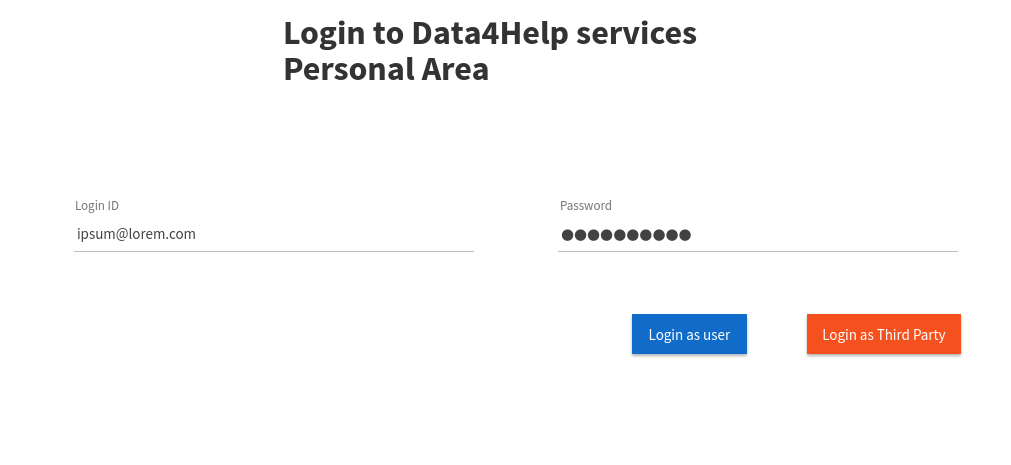 Login to Data4Help services
Personal Area
Login ID
Password
ipsum@lorem.com
●●●●●●●●●●
Login as user
Login as Third Party